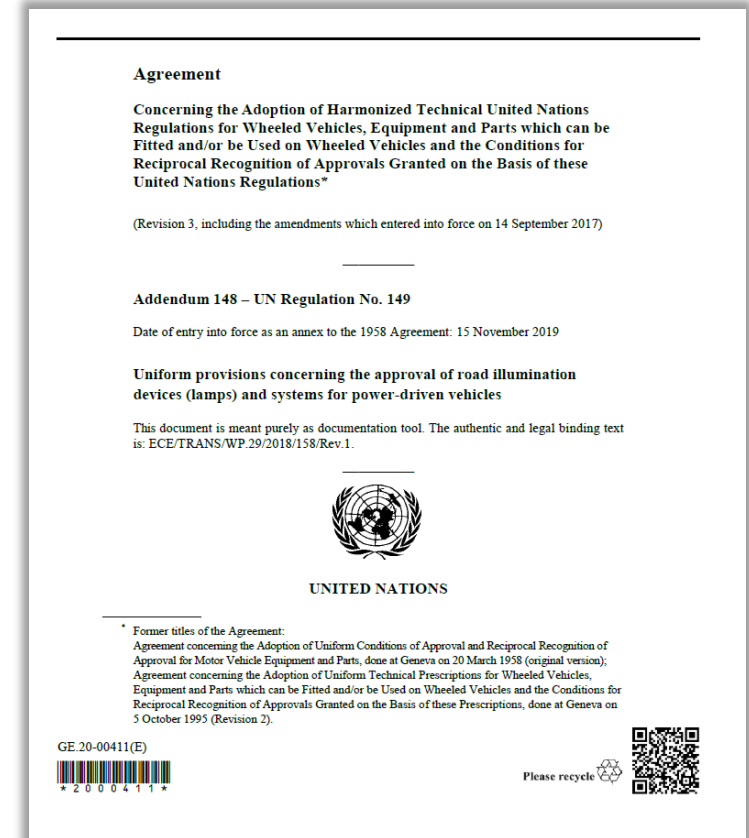 Agreement
Concerning the Adoption of Harmonized Technical United Nations
Regulations for Wheeled Vehicles, Equipment and Parts which can be
Fitted and/or be Used on Wheeled Vehicles and the Conditions for
Reciprocal Recognition of Approvals Granted on the Basis of these
United Nations Regulations*
(Revision 3, including the amendments which entered into force on 14 September 2017)
Addendum 148 – UN Regulation No. 149
Date of entry into force as an annex to the 1958 Agreement: 15 November 2019
Uniform provisions concerning the approval of road illumination
devices (lamps) and systems for power-driven vehicles
This document is meant purely as documentation tool. The authentic and legal binding text
is: ECE/TRANS/WP.29/2018/158/Rev.1.
UNITED NATIONS
* Former titles of the Agreement:
Agreement concerning the Adoption of Uniform Conditions of Approval and Reciprocal Recognition of
Approval for Motor Vehicle Equipment and Parts, done at Geneva on 20 March 1958 (original version);
Agreement concerning the Adoption of Uniform Technical Prescriptions for Wheeled Vehicles,
Equipment and Parts which can be Fitted and/or be Used on Wheeled Vehicles and the Conditions for
Reciprocal Recognition of Approvals Granted on the Basis of these Prescriptions, done at Geneva on
5 October 1995 (Revision 2).
GE.20-00411(E)
*2000411*
Please recycle